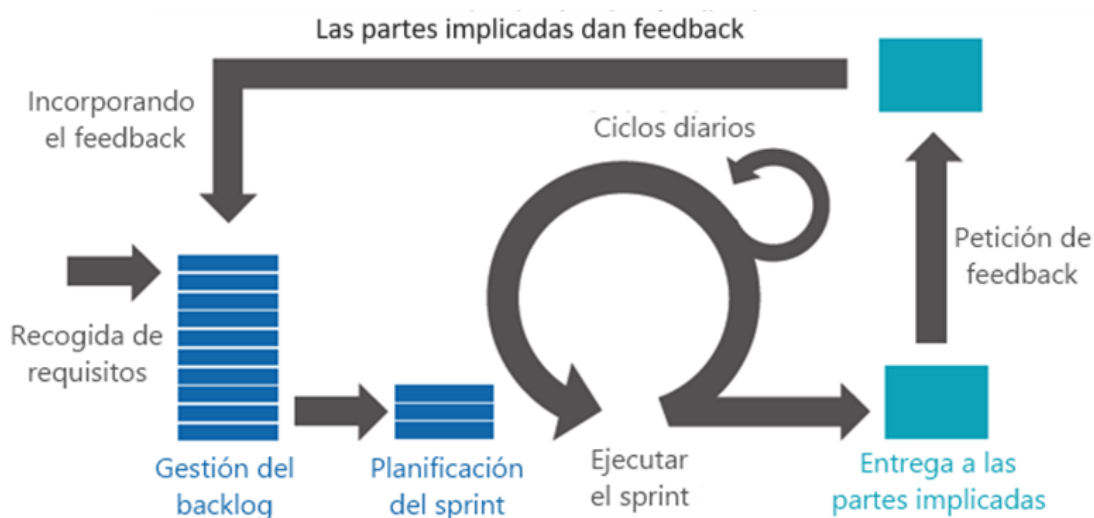 Las partes implicadas dan feedback
Incorporando
el feedback
Ciclos diarios
Petición de
feedback
Recogida de
requisitos
Gestión del
backlog
Planificación
del sprint
Ejecutar
el sprint
Entrega a las
partes implicadas